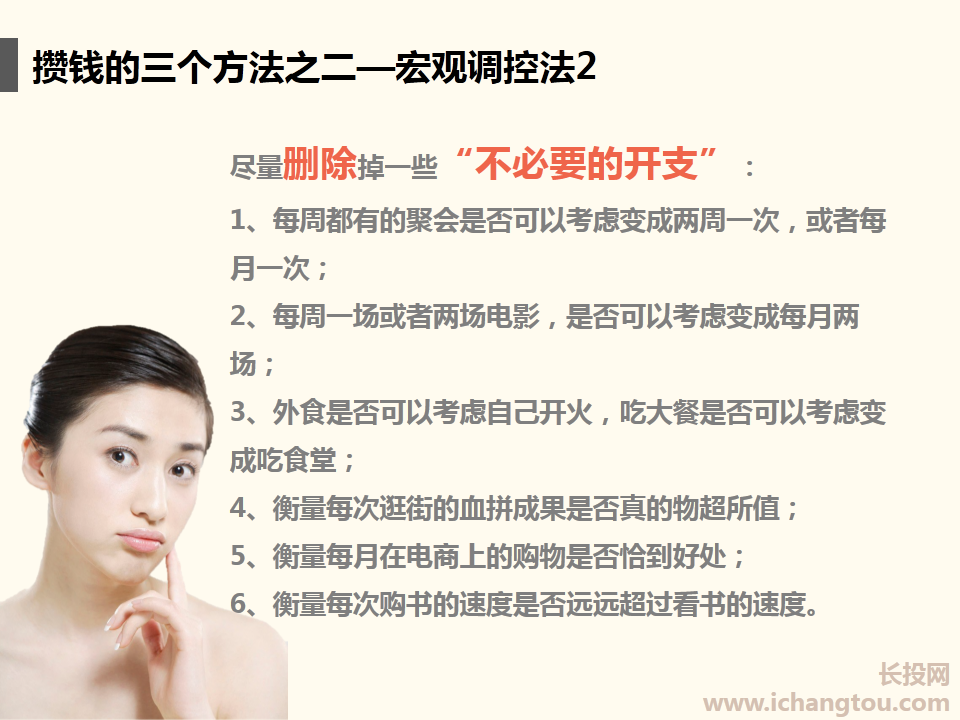 攒钱的三个方法之二—宏观调控法2
尽量删除掉一些“不必要的开支”：
1、每周都有的聚会是否可以考虑变成两周一次，或者每
月一次；
2、每周一场或者两场电影，是否可以考虑变成每月两
场；
3、外食是否可以考虑自己开火，吃大餐是否可以考虑变
成吃食堂；
4、衡量每次逛街的血拼成果是否真的物超所值；
5、衡量每月在电商上的购物是否恰到好处；
6、衡量每次购书的速度是否远远超过看书的速度。
长投网
www.ichangtou.com